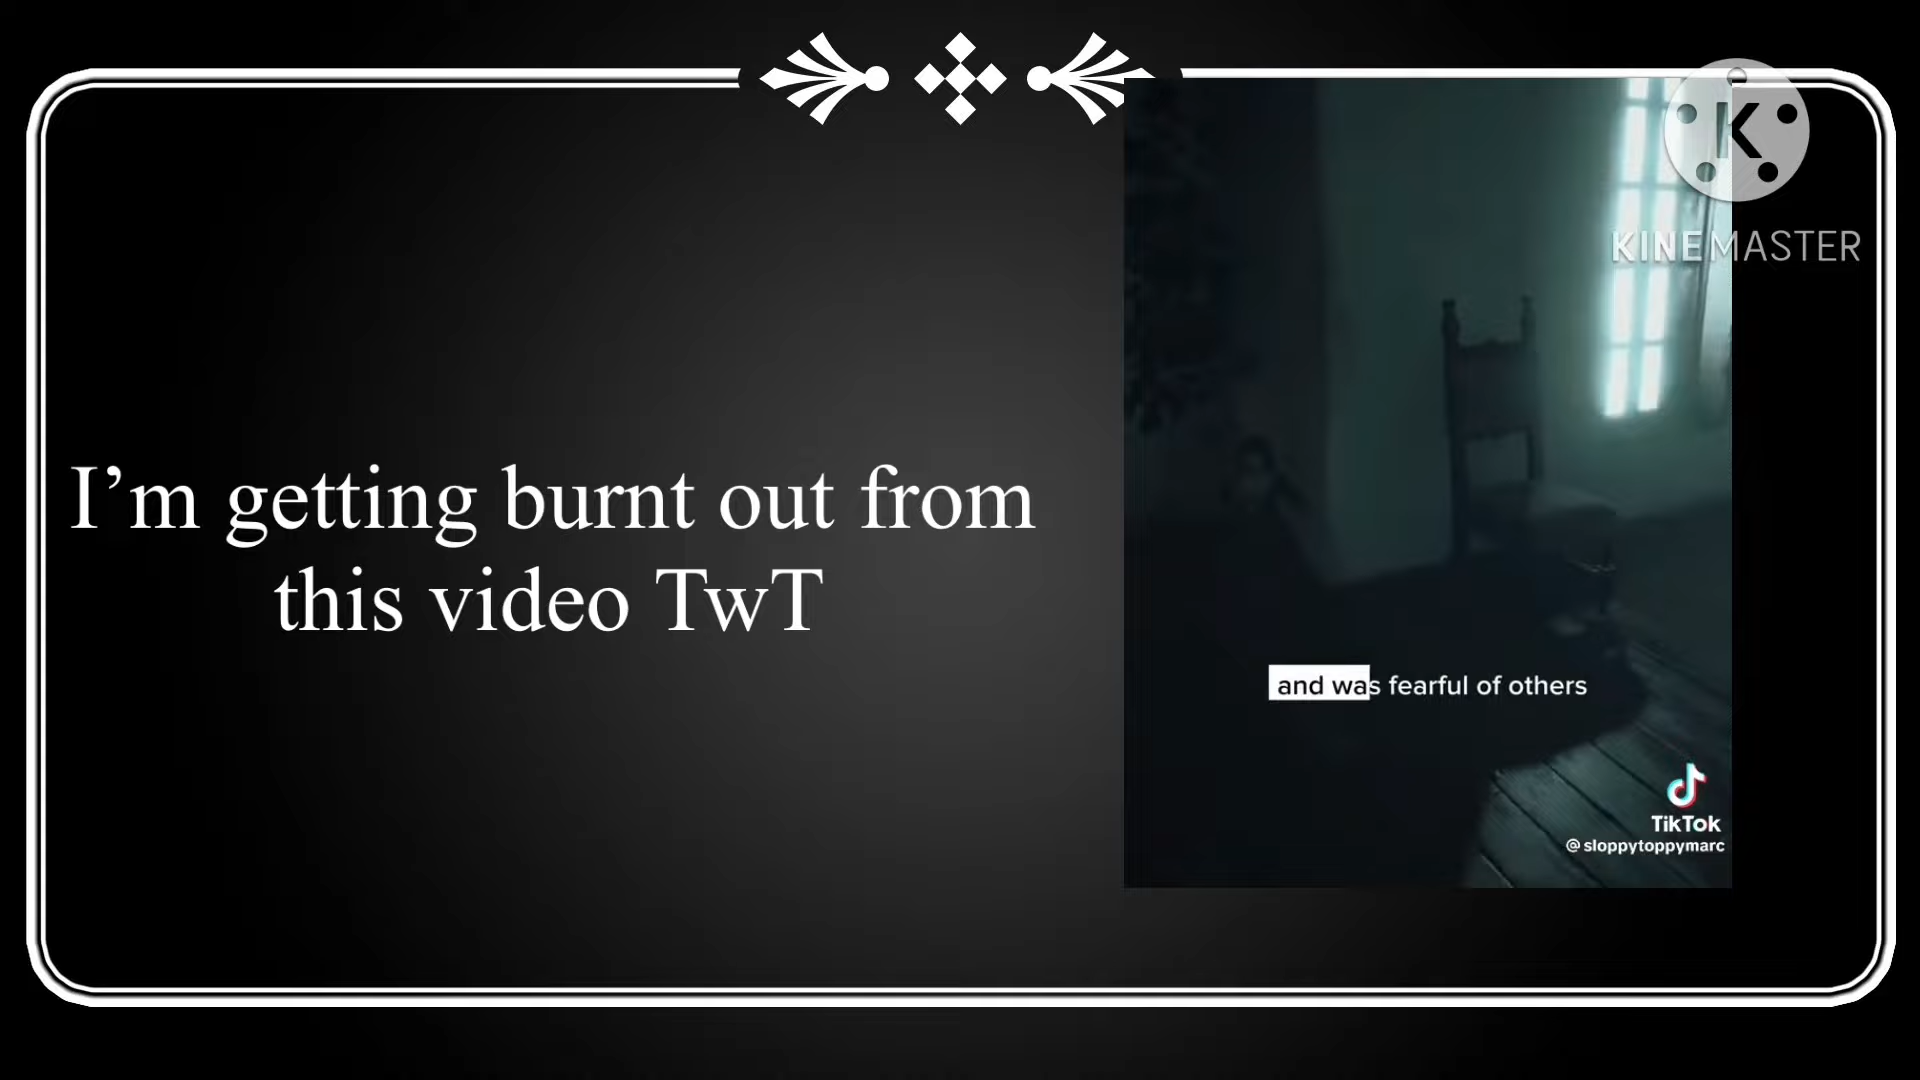 K
KINEMASTER
I’m getting burnt out from
this video TwT
and was fearful of others
TikTok
@sloppytoppymarc